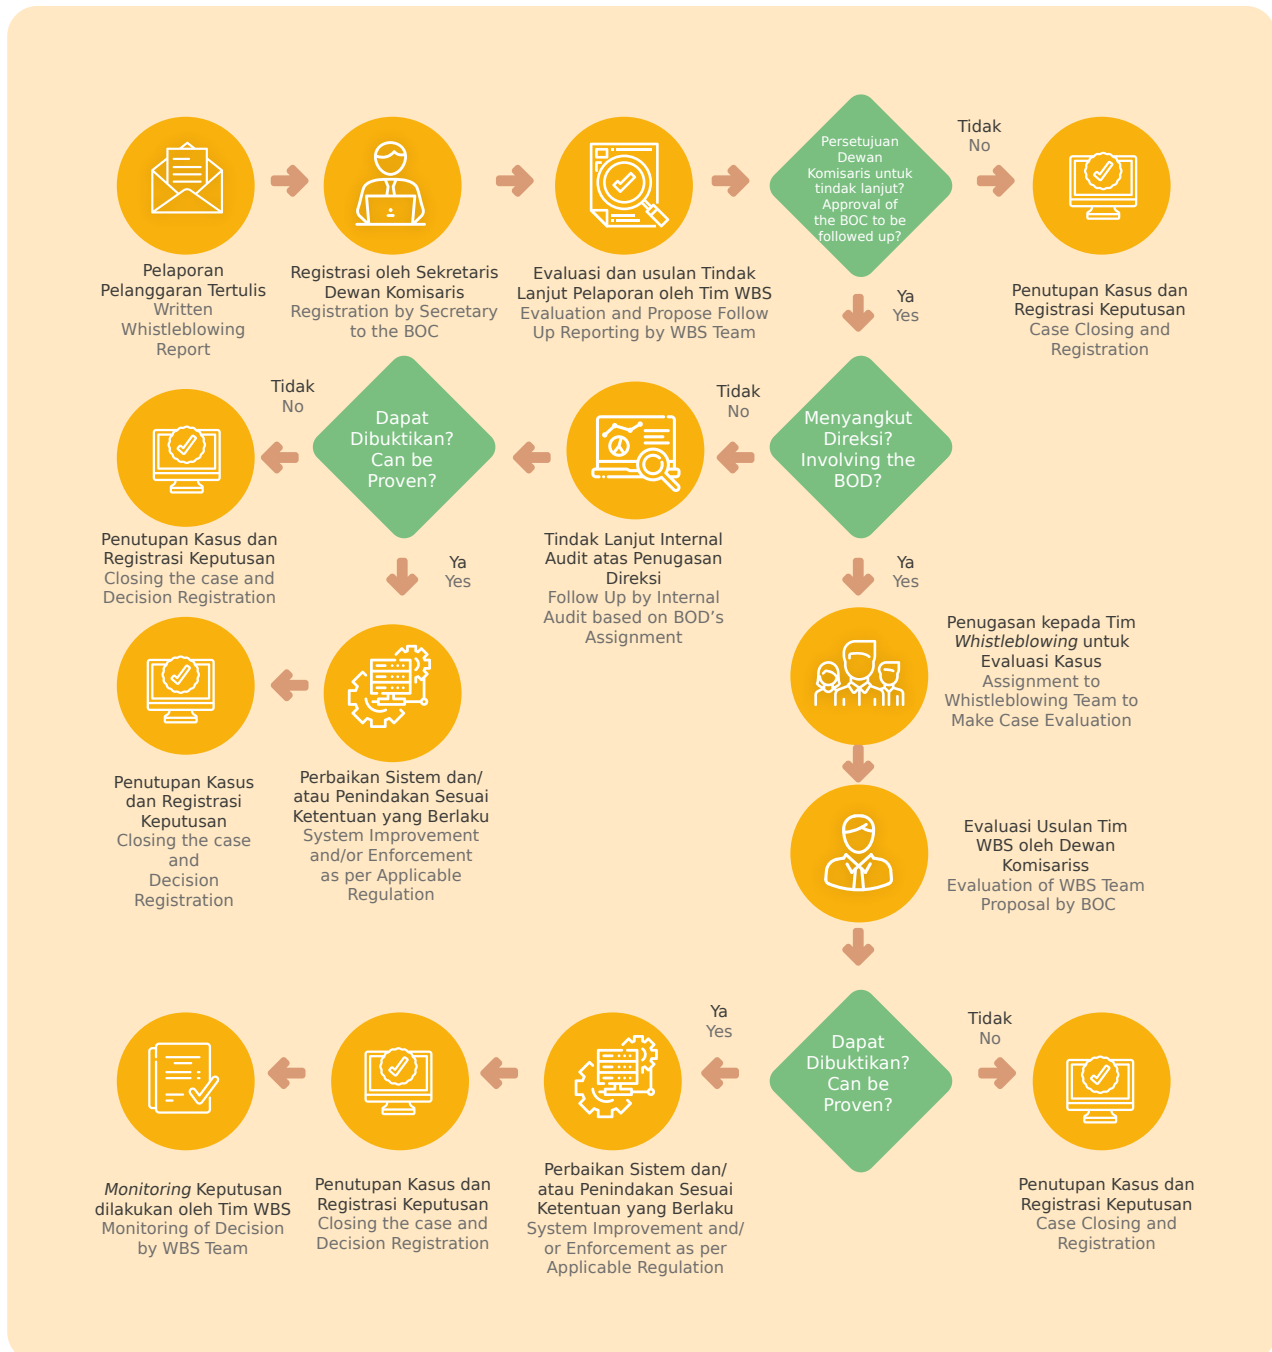 Pelaporan
Pelanggaran Tertulis
Written
Whistleblowing
Report
Registrasi oleh Sekretaris
Dewan Komisaris
Registration by Secretary
to the BOC
Evaluasi dan usulan Tindak
Lanjut Pelaporan oleh Tim WBS
Evaluation and Propose Follow
Up Reporting by WBS Team
Persetujuan
Dewan
Komisaris untuk
tindak lanjut?
Approval of
the BOC to be
followed up?
Tidak
No
Penutupan Kasus dan
Registrasi Keputusan
Case Closing and
Registration
Ya
Yes
Menyangkut
Direksi?
Involving the
BOD?
Tidak
No
Tindak Lanjut Internal
Audit atas Penugasan
Direksi
Follow Up by Internal
Audit based on BOD’s
Assignment
Dapat
Dibuktikan?
Can be
Proven?
Tidak
No
Penutupan Kasus dan
Registrasi Keputusan
Closing the case and
Decision Registration
Ya
Yes
Perbaikan Sistem dan/
atau Penindakan Sesuai
Ketentuan yang Berlaku
System Improvement
and/or Enforcement
as per Applicable
Regulation
Penutupan Kasus
dan Registrasi
Keputusan
Closing the case
and
Decision
Registration
Ya
Yes
Penugasan kepada Tim
Whistleblowing untuk
Evaluasi Kasus
Assignment to
Whistleblowing Team to
Make Case Evaluation
Evaluasi Usulan Tim
WBS oleh Dewan
Komisariss
Evaluation of WBS Team
Proposal by BOC
Dapat
Dibuktikan?
Can be
Proven?
Tidak
No
Penutupan Kasus dan
Registrasi Keputusan
Case Closing and
Registration
Ya
Yes
Perbaikan Sistem dan/
atau Penindakan Sesuai
Ketentuan yang Berlaku
System Improvement and/
or Enforcement as per
Applicable Regulation
Penutupan Kasus dan
Registrasi Keputusan
Closing the case and
Decision Registration
Monitoring Keputusan
dilakukan oleh Tim WBS
Monitoring of Decision
by WBS Team